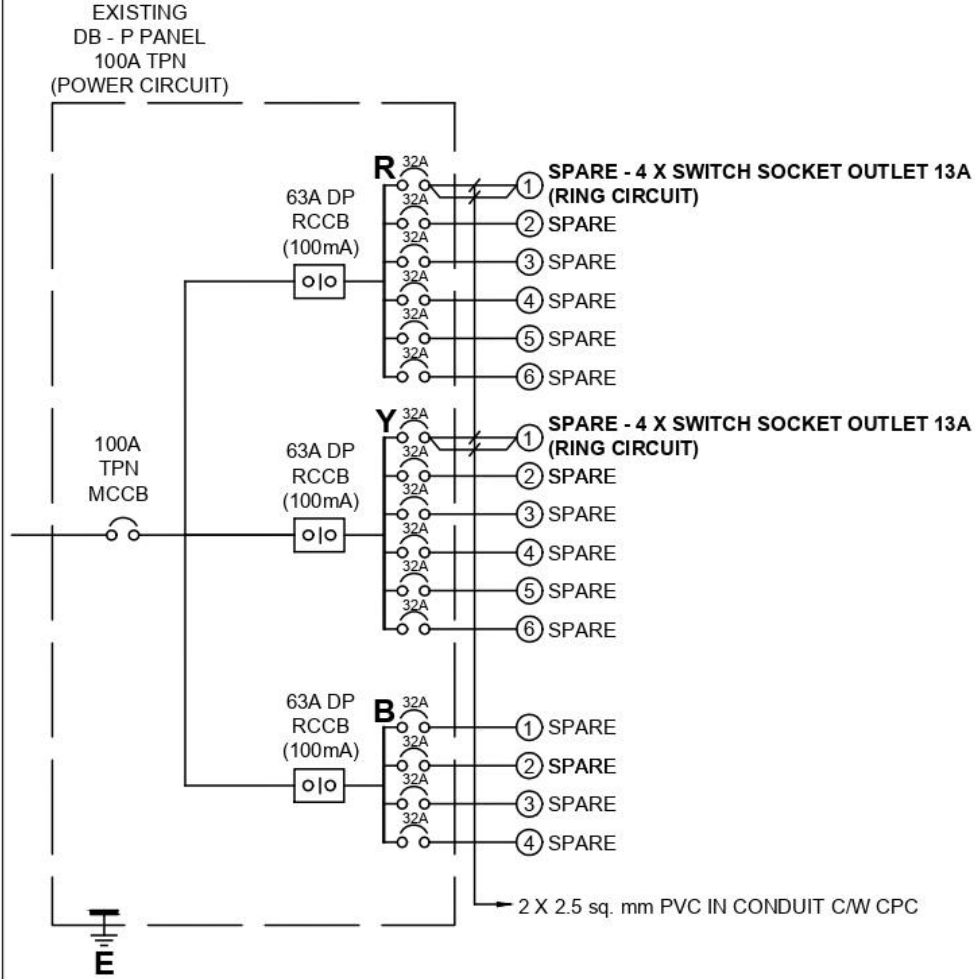 EXISTING
DB - P PANEL
100A TPN
(POWER CIRCUIT)
63A DP
RCCB
(100mA)
R
32A
1 SPARE - 4 X SWITCH SOCKET OUTLET 13A
(RING CIRCUIT)
32A
2 SPARE
32A
3 SPARE
32A
4 SPARE
32A
5 SPARE
32A
6 SPARE
100A
TPN
MCCB
63A DP
RCCB
(100mA)
Y
32A
1 SPARE - 4 X SWITCH SOCKET OUTLET 13A
(RING CIRCUIT)
32A
2 SPARE
32A
3 SPARE
32A
4 SPARE
32A
5 SPARE
32A
6 SPARE
63A DP
RCCB
(100mA)
B
32A
1 SPARE
32A
2 SPARE
32A
3 SPARE
32A
4 SPARE
2 X 2.5 sq. mm PVC IN CONDUIT C/W CPC
E